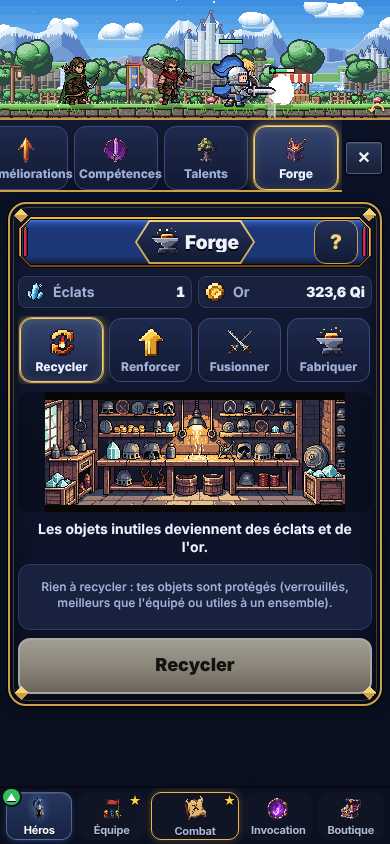 méliorations
Compétences
Talents
Forge
×
Forge
?
Éclats
1
Or
323,6 Qi
Recycler
Renforcer
Fusionner
Fabriquer
Les objets inutiles deviennent des éclats et de
l'or.
Rien à recycler : tes objets sont protégés (verrouillés,
meilleurs que l'équipé ou utiles à un ensemble).
Recycler
Héros
Équipe
Combat
Invocation
Boutique